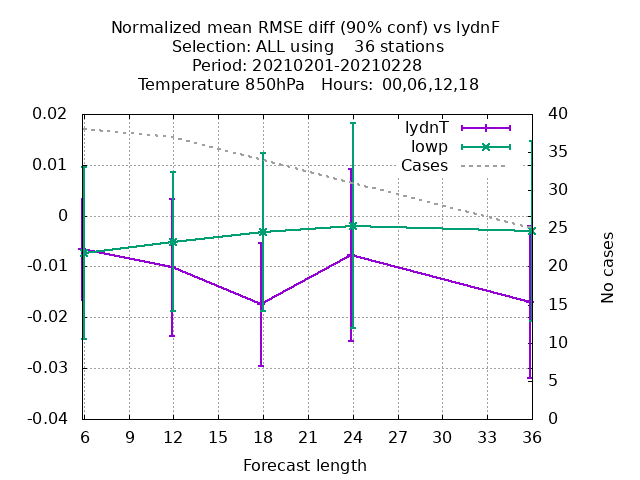 Normalized mean RMSE diff (90% conf) vs lydnF
Selection: ALL using    36 stations
Period: 20210201-20210228
Temperature 850hPa   Hours:  00,06,12,18
0.02
0.01
0
-0.01
-0.02
-0.03
-0.04
lydnT
lowp
Cases
40
35
30
25
20
15
10
5
0
No cases
6 9 12 15 18 21 24 27 30 33 36
Forecast length